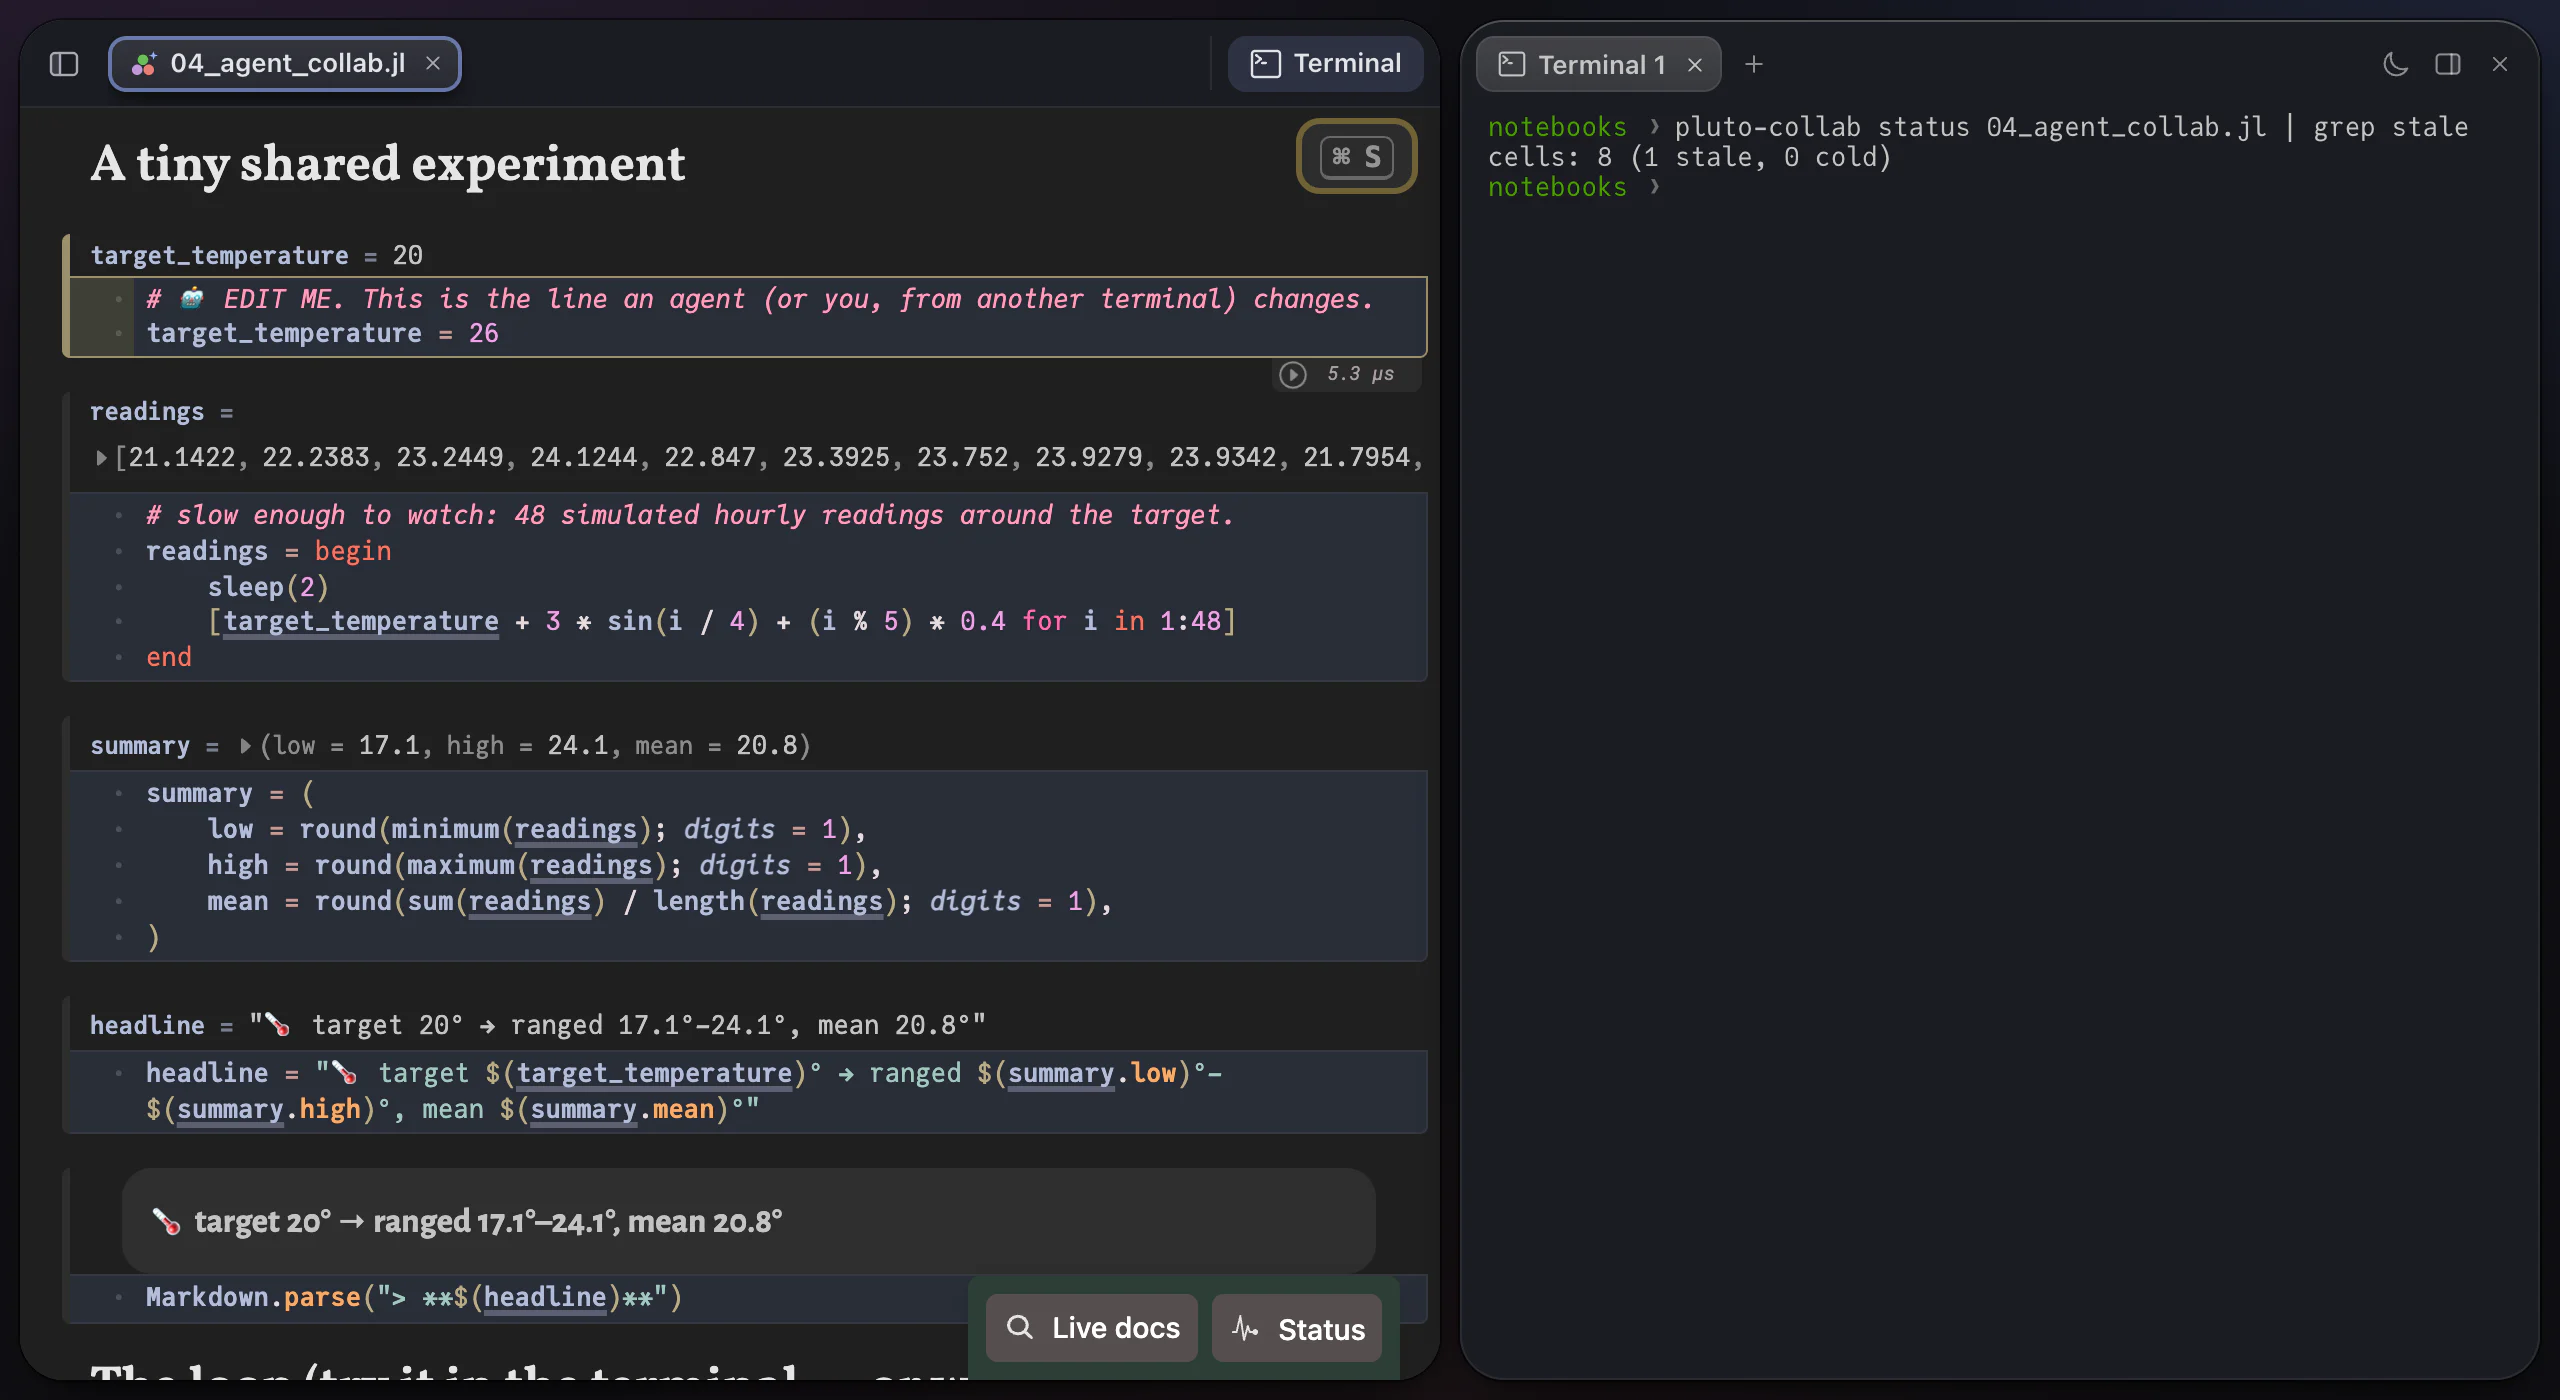 04_agent_collab.jl
Terminal
A tiny shared experiment
⌘ S
target_temperature = 20
# 🤖 EDIT ME. This is the line an agent (or you, from another terminal) changes.
target_temperature = 26
5.3 μs
readings =
[21.1422, 22.2383, 23.2449, 24.1244, 22.847, 23.3925, 23.752, 23.9279, 23.9342, 21.7954,
# slow enough to watch: 48 simulated hourly readings around the target.
readings = begin
sleep(2)
[target_temperature + 3 * sin(i / 4) + (i % 5) * 0.4 for i in 1:48]
end
summary = (low = 17.1, high = 24.1, mean = 20.8)
summary = (
low = round(minimum(readings); digits = 1),
high = round(maximum(readings); digits = 1),
mean = round(sum(readings) / length(readings); digits = 1),
)
headline = "🌡️ target 20° → ranged 17.1°–24.1°, mean 20.8°"
headline = "🌡️ target $(target_temperature)° → ranged $(summary.low)°–
$(summary.high)°, mean $(summary.mean)°"
🌡️ target 20° → ranged 17.1°–24.1°, mean 20.8°
Markdown.parse("> **$(headline)**")
Live docs
Status
Terminal 1
notebooks › pluto-collab status 04_agent_collab.jl | grep stale
cells: 8 (1 stale, 0 cold)
notebooks ›